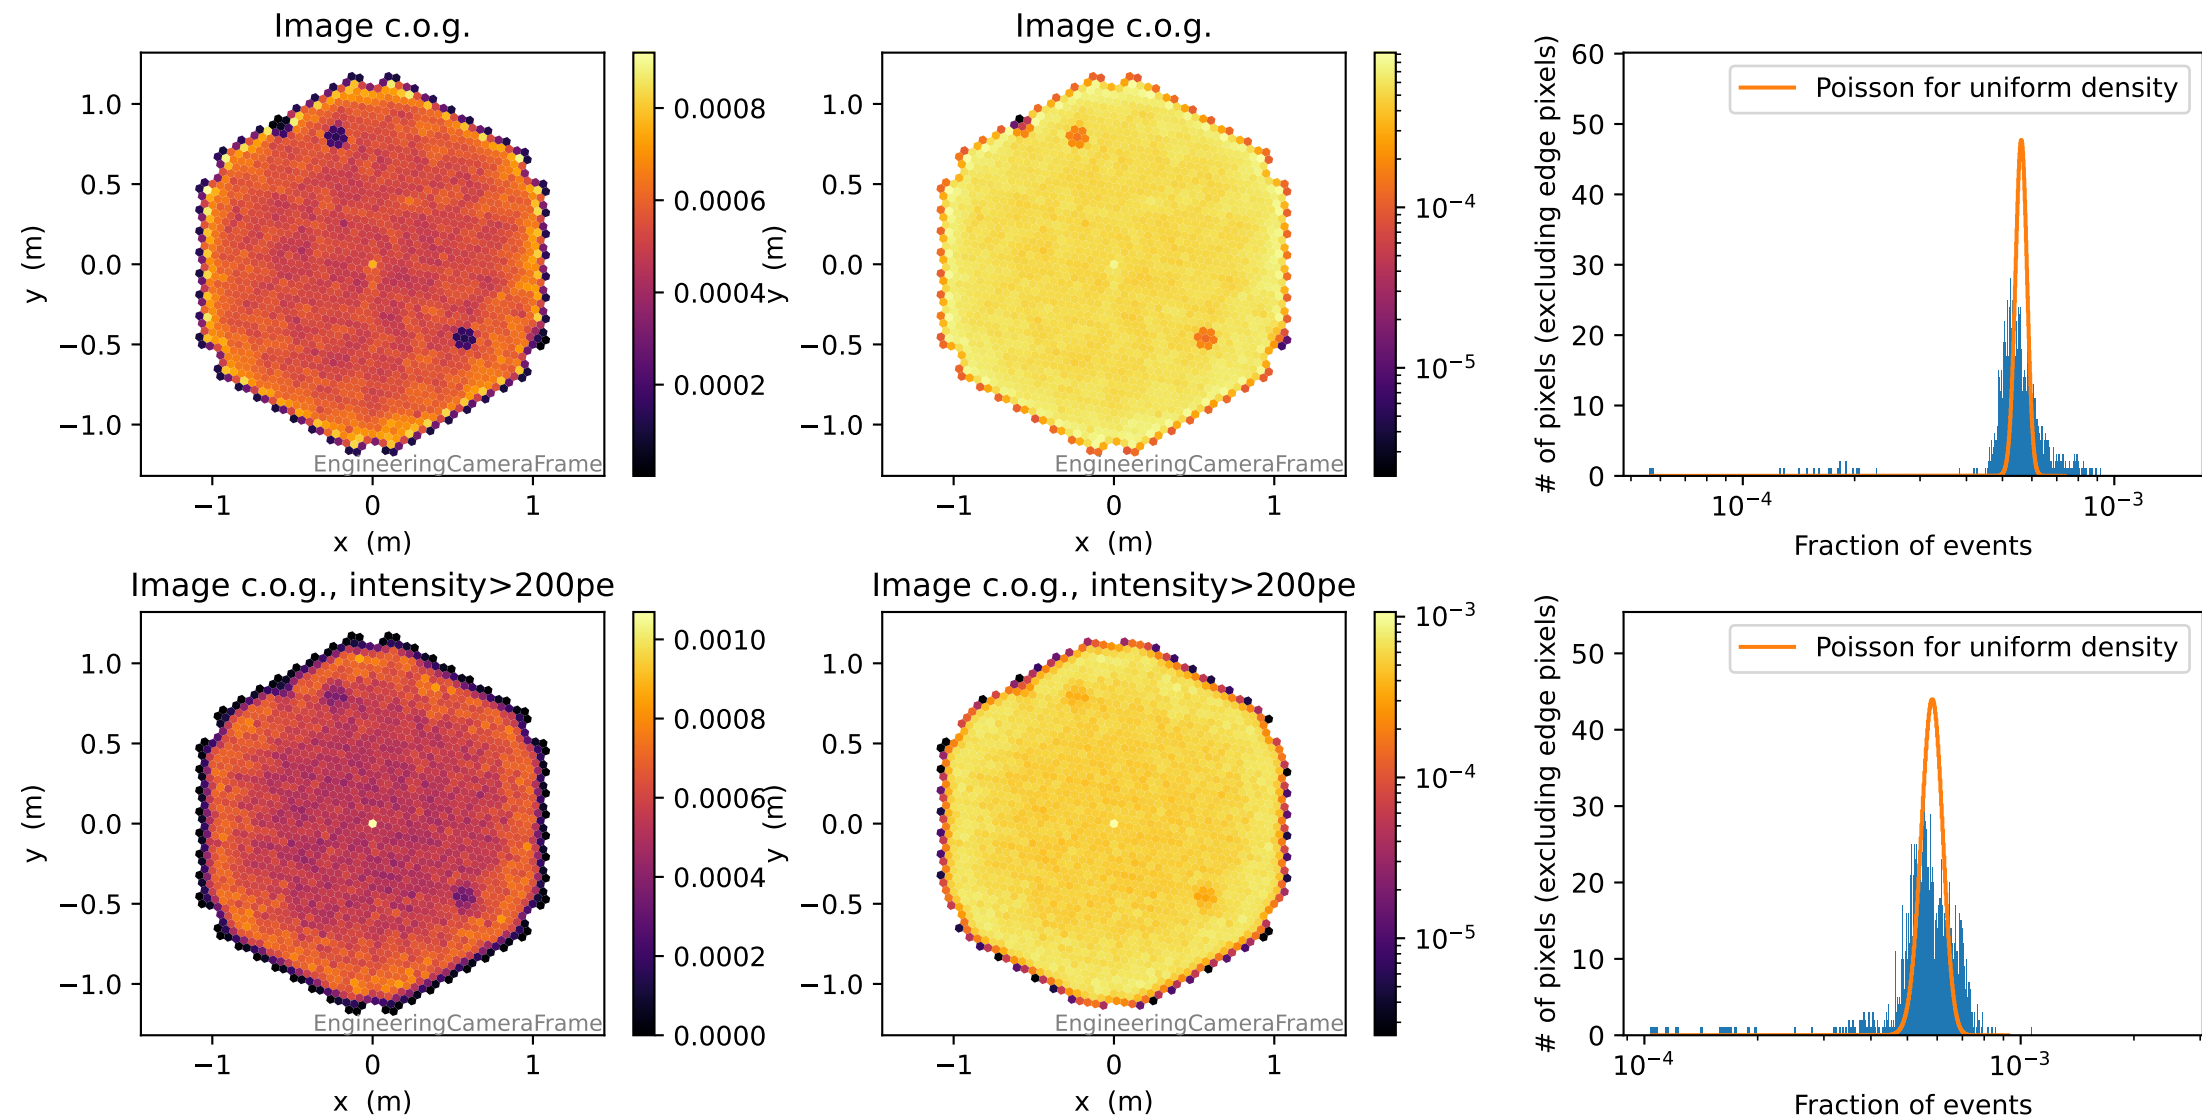 Image c.o.g.
1.0
0.5
0.0
−0.5
−1.0
y (m)
−1
0
1
x (m)
EngineeringCameraFrame
0.0008
0.0006
0.0004
0.0002
Image c.o.g.
1.0
0.5
0.0
−0.5
−1.0
y (m)
−1
0
1
x (m)
EngineeringCameraFrame
10⁻⁴
10⁻⁵
60
50
40
30
20
10
0
# of pixels (excluding edge pixels)
Poisson for uniform density
10⁻⁴
10⁻³
Fraction of events
Image c.o.g., intensity>200pe
1.0
0.5
0.0
−0.5
−1.0
y (m)
−1
0
1
x (m)
EngineeringCameraFrame
0.0010
0.0008
0.0006
0.0004
0.0002
0.0000
Image c.o.g., intensity>200pe
1.0
0.5
0.0
−0.5
−1.0
y (m)
−1
0
1
x (m)
EngineeringCameraFrame
10⁻³
10⁻⁴
10⁻⁵
50
40
30
20
10
0
# of pixels (excluding edge pixels)
Poisson for uniform density
10⁻⁴
10⁻³
Fraction of events